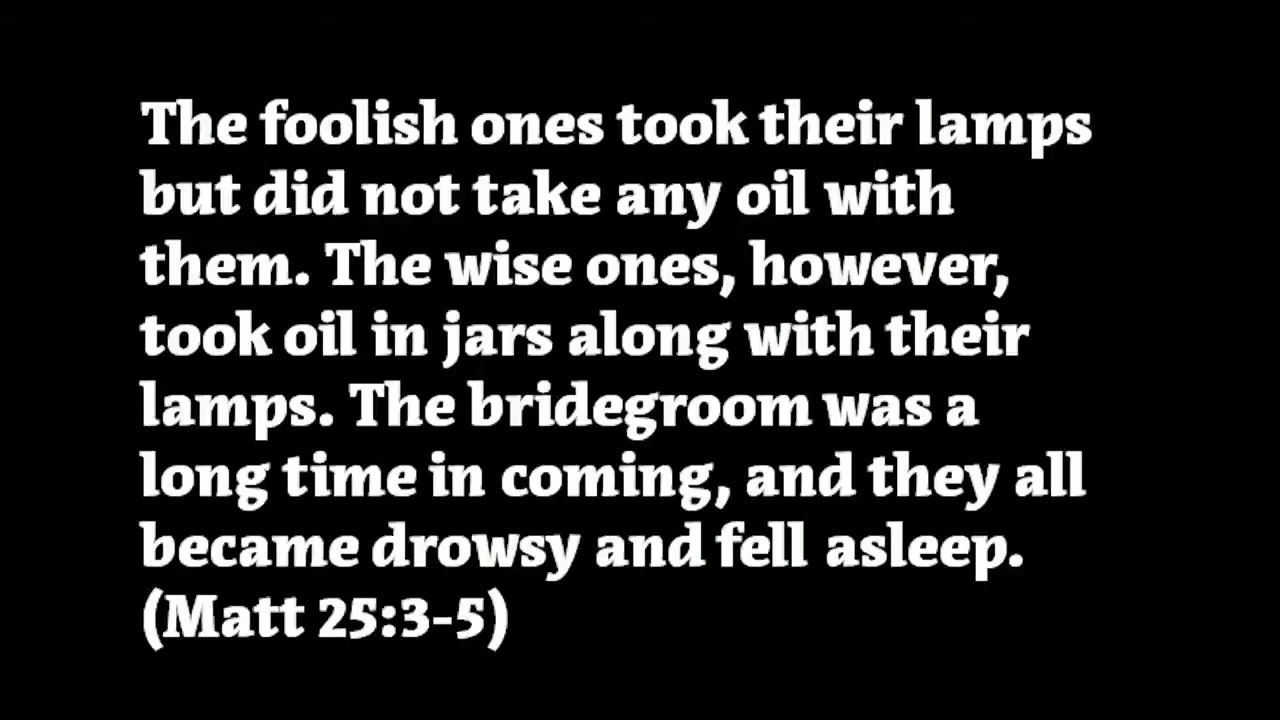 The foolish ones took their lamps
but did not take any oil with
them. The wise ones, however,
took oil in jars along with their
lamps. The bridegroom was a
long time in coming, and they all
became drowsy and fell asleep.
(Matt 25:3-5)